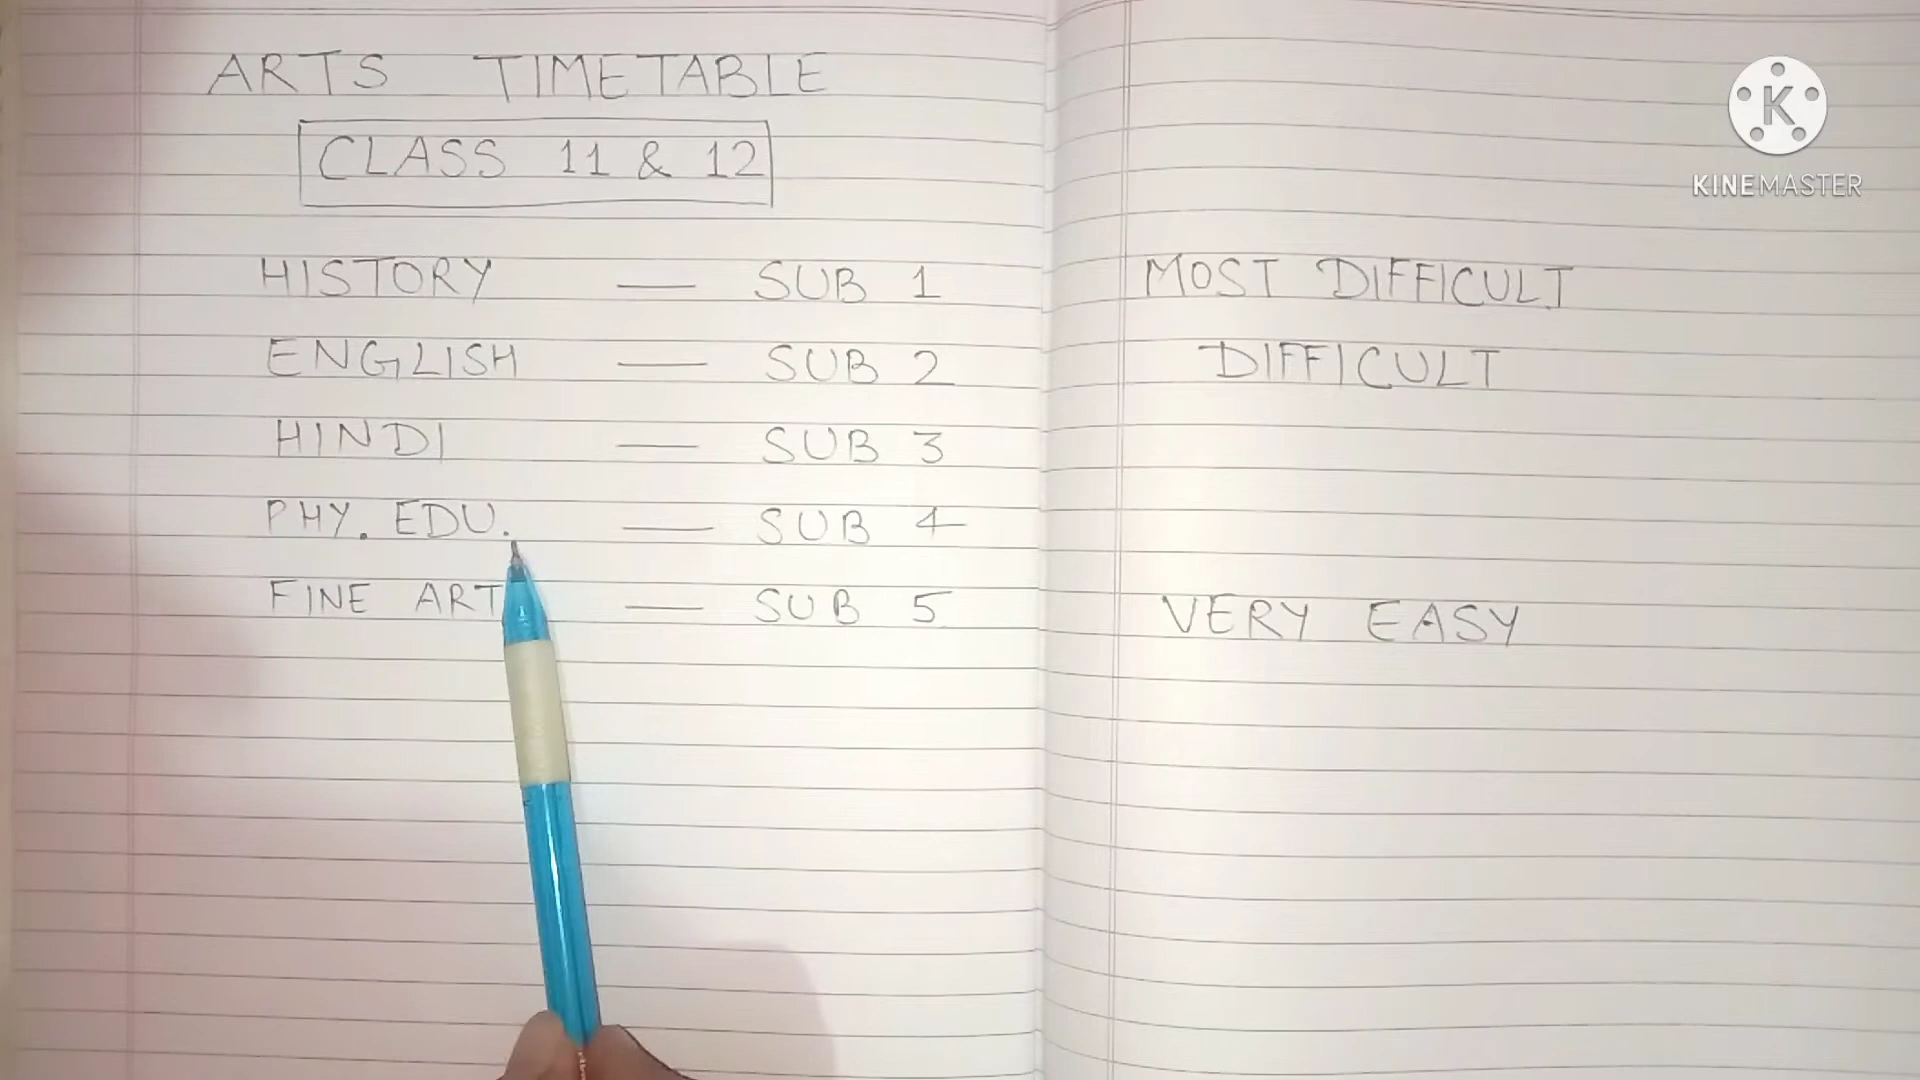 ARTS TIMETABLE
CLASS 11 & 12
HISTORY — SUB 1 MOST DIFFICULT
ENGLISH — SUB 2 DIFFICULT
HINDI — SUB 3
PHY. EDU. — SUB 4
FINE ART — SUB 5 VERY EASY
K
KINEMASTER